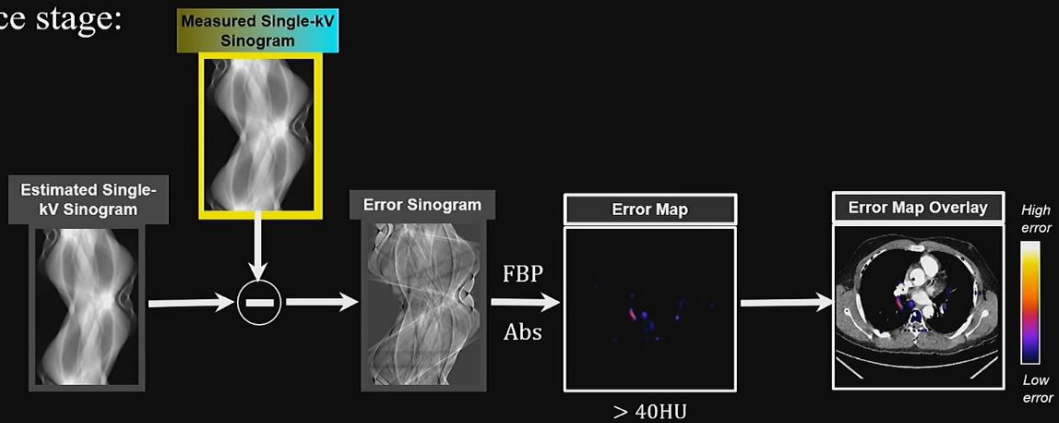 ce stage:
Measured Single-kV
Sinogram
Estimated Single-
kV Sinogram
Error Sinogram
FBP
Abs
Error Map
> 40HU
Error Map Overlay
High
error
Low
error